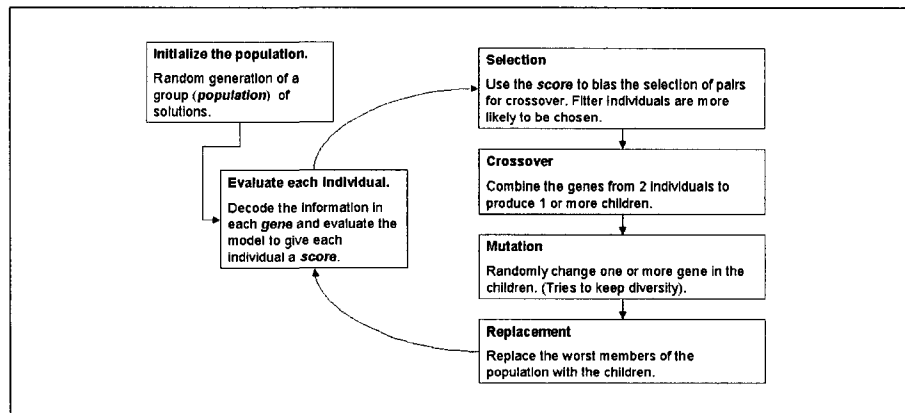 Initialize the population.
Random generation of a
group (population) of
solutions.
Evaluate each individual.
Decode the information in
each gene and evaluate the
model to give each
individual a score.
Selection
Use the score to bias the selection of pairs
for crossover. Fitter individuals are more
likely to be chosen.
Crossover
Combine the genes from 2 individuals to
produce 1 or more children.
Mutation
Randomly change one or more gene in the
children. (Tries to keep diversity).
Replacement
Replace the worst members of the
population with the children.